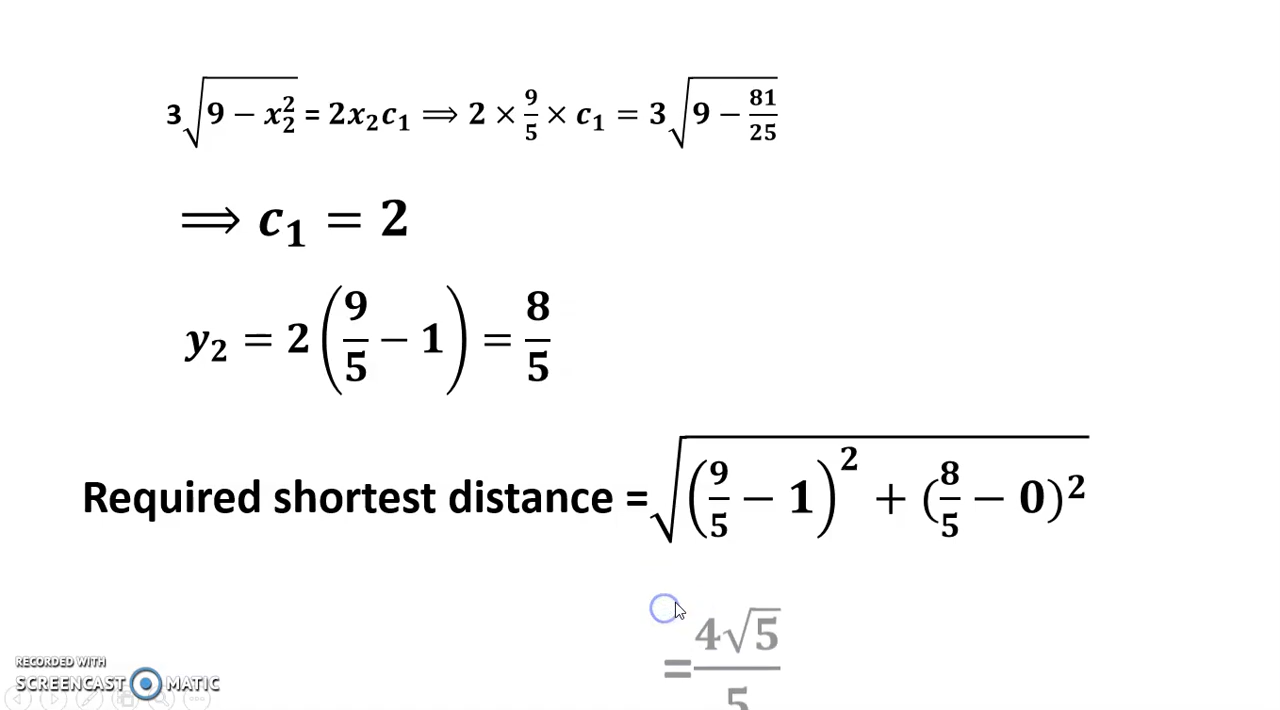 3√(9 − x₂²) = 2x₂c₁ ⟹ 2 × 9/5 × c₁ = 3√(9 − 81/25)
⟹ c₁ = 2
y₂ = 2(9/5 − 1) = 8/5
Required shortest distance =√((9/5 − 1)² + (8/5 − 0)²)
=4√5/5
RECORDED WITH
SCREENCAST MATIC